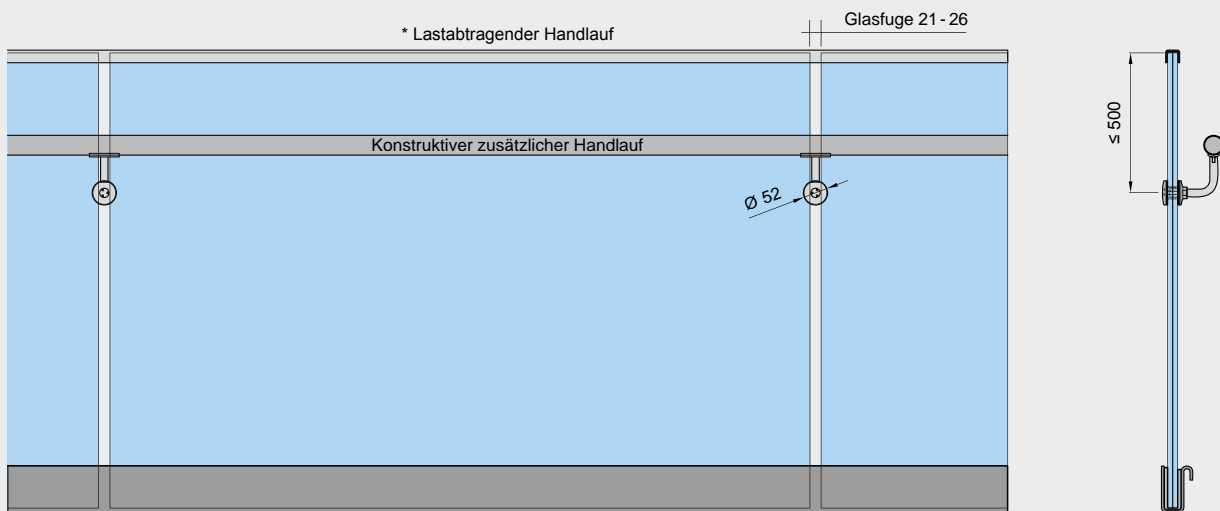 Glasfuge 21 - 26
* Lastabtragender Handlauf
≤ 500
Konstruktiver zusätzlicher Handlauf
Ø 52